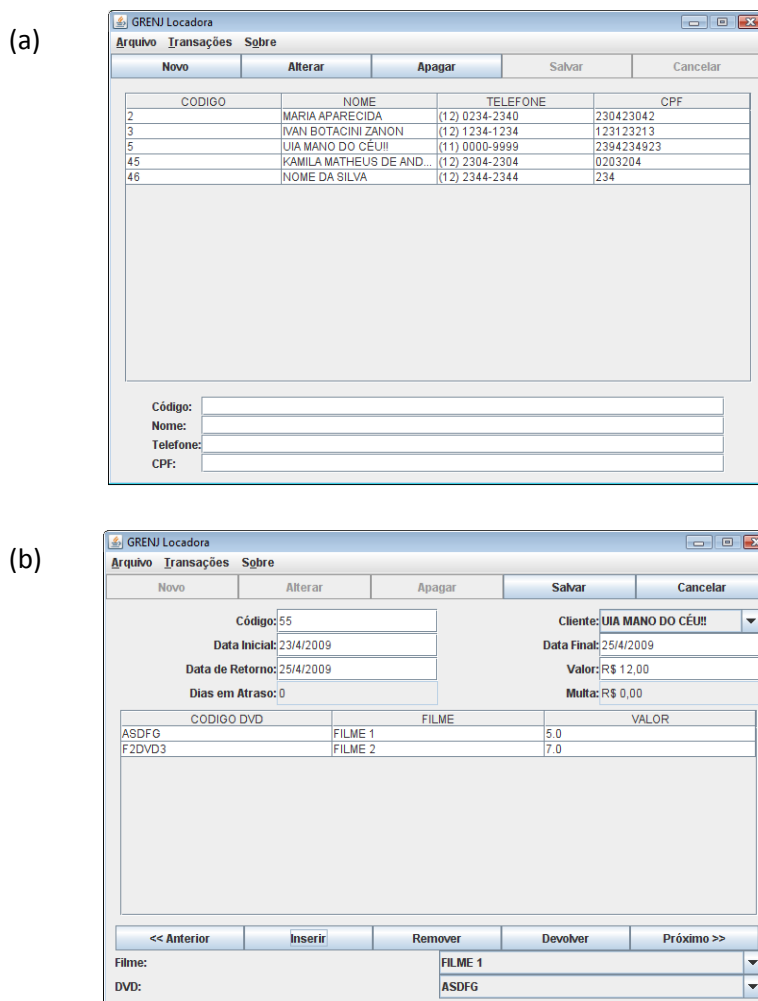 (a)
GRENJ Locadora
Arquivo Transações Sobre
Novo Alterar Apagar Salvar Cancelar
CODIGO NOME TELEFONE CPF
2 MARIA APARECIDA (12) 0234-2340 230423042
3 IVAN BOTACINI ZANON (12) 1234-1234 123123213
5 UIA MANO DO CÉU!! (11) 0000-9999 2394234923
45 KAMILA MATHEUS DE AND... (12) 2304-2304 0203204
46 NOME DA SILVA (12) 2344-2344 234
Código:
Nome:
Telefone:
CPF:
(b)
GRENJ Locadora
Arquivo Transações Sobre
Novo Alterar Apagar Salvar Cancelar
Código: 55 Cliente: UIA MANO DO CÉU!!
Data Inicial: 23/4/2009 Data Final: 25/4/2009
Data de Retorno: 25/4/2009 Valor: R$ 12,00
Dias em Atraso: 0 Multa: R$ 0,00
CODIGO DVD FILME VALOR
ASDFG FILME 1 5.0
F2DVD3 FILME 2 7.0
<< Anterior Inserir Remover Devolver Próximo >>
Filme: FILME 1
DVD: ASDFG